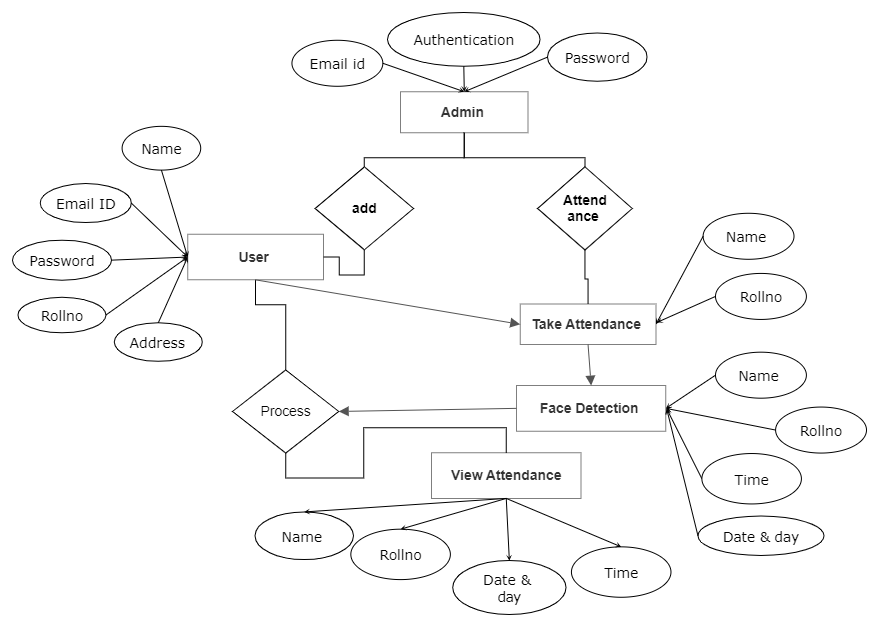 Authentication
Email id
Password
Admin
Name
add
Attend
ance
Email ID
User
Name
Password
Rollno
Rollno
Take Attendance
Address
Name
Face Detection
Process
Rollno
View Attendance
Time
Name
Rollno
Date & day
Date &
day
Time